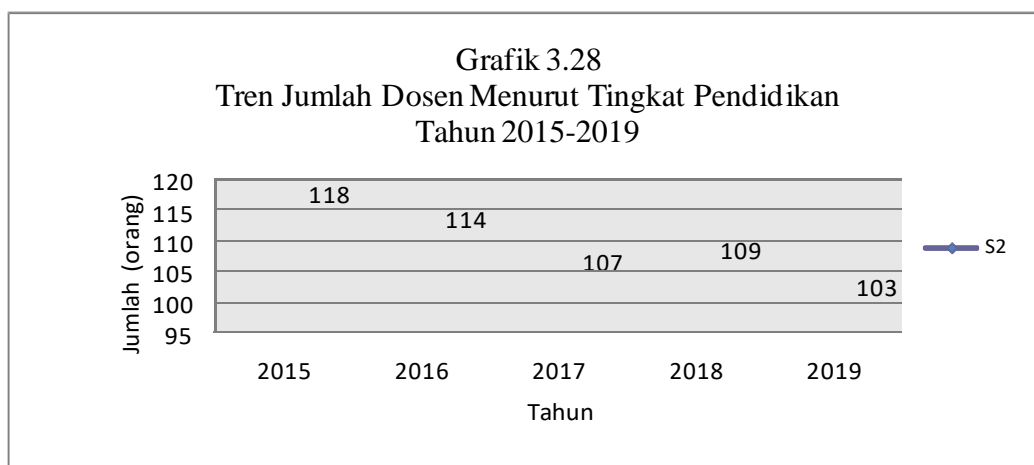 Grafik 3.28
Tren Jumlah Dosen Menurut Tingkat Pendidikan
Tahun 2015-2019
Jumlah (orang)
120
115
110
105
100
95
118
114
107
109
103
S2
2015 2016 2017 2018 2019
Tahun